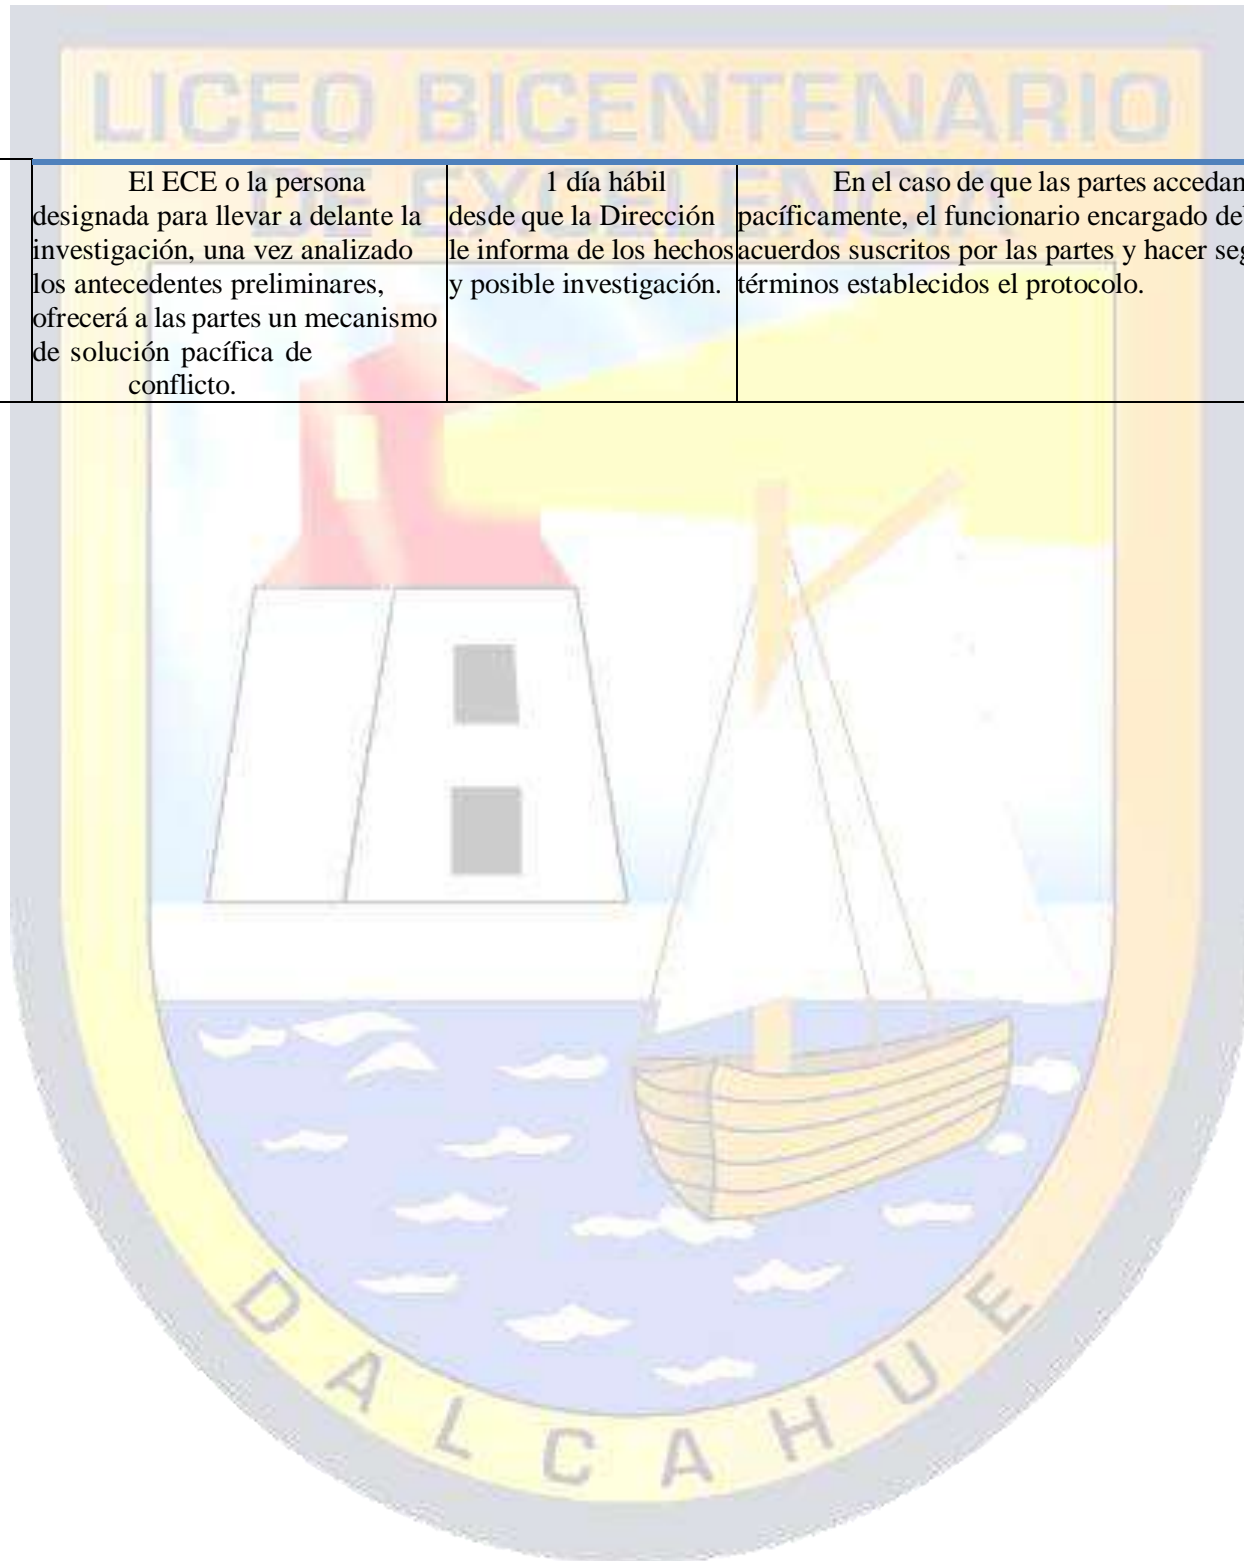 LICEO BICENTENARIO
DE EXCELENCIA
El ECE o la persona
designada para llevar a delante la
investigación, una vez analizado
los antecedentes preliminares,
ofrecerá a las partes un mecanismo
de solución pacífica de
conflicto.
1 día hábil
desde que la Dirección
le informa de los hechos
y posible investigación.
En el caso de que las partes accedan
pacíficamente, el funcionario encargado de
acuerdos suscritos por las partes y hacer
términos establecidos el protocolo.
DALCAHUE